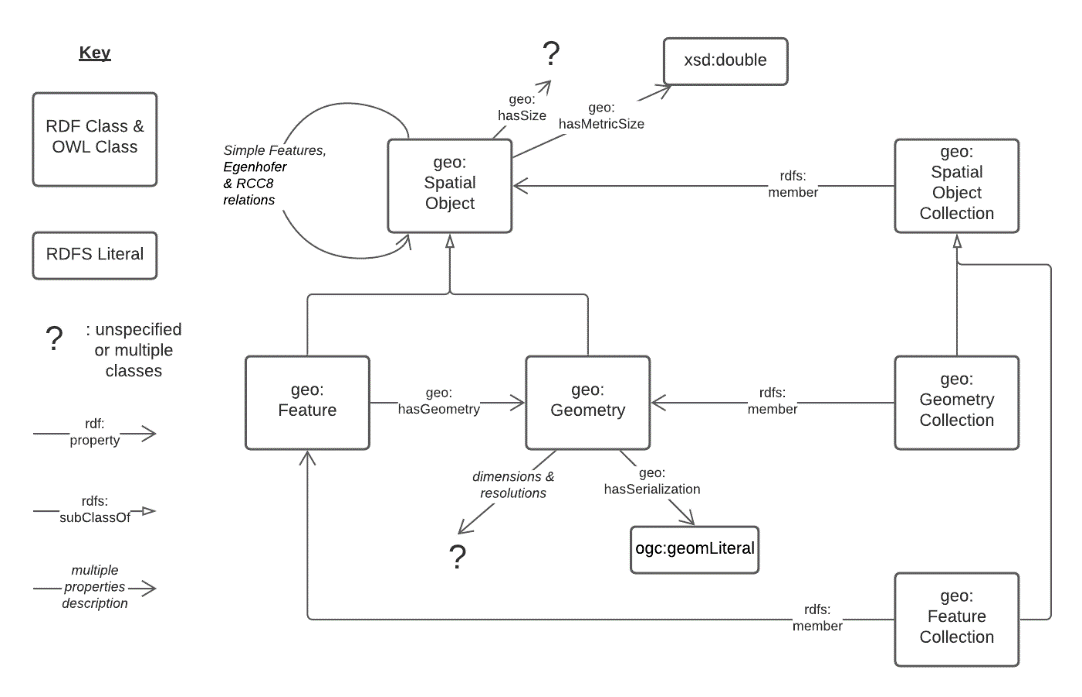 Key
RDF Class &
OWL Class
RDFS Literal
?
: unspecified
or multiple
classes
rdf:
property
rdfs:
subClassOf
multiple
properties
description
?
xsd:double
geo:
hasSize
geo:
hasMetricSize
Simple Features,
Egenhofer
& RCC8
relations
geo:
Spatial
Object
rdfs:
member
geo:
Spatial
Object
Collection
geo:
Feature
geo:
hasGeometry
geo:
Geometry
rdfs:
member
geo:
Geometry
Collection
dimensions &
resolutions
geo:
hasSerialization
?
ogc:geomLiteral
rdfs:
member
geo:
Feature
Collection